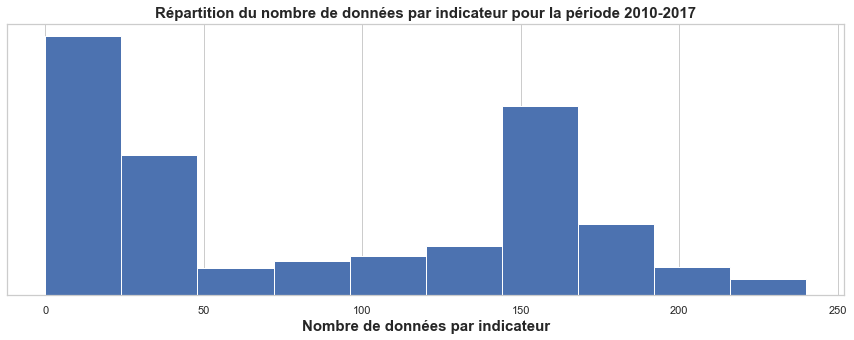 Répartition du nombre de données par indicateur pour la période 2010-2017
0 50 100 150 200 250
Nombre de données par indicateur